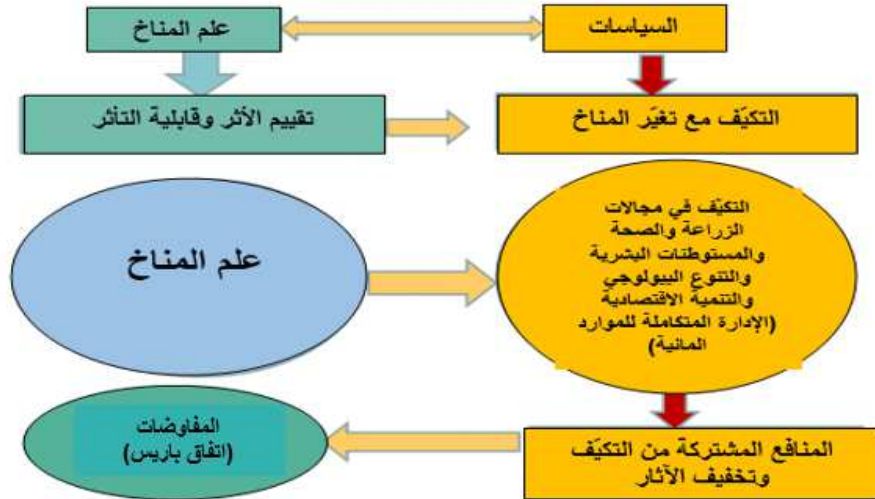 علم المناخ
السياسات
تقييم الأثر وقابلية التأثر
التكيّف مع تغيّر المناخ
علم المناخ
التكيّف في مجالات
الزراعة والصحة
والمستوطنات البشرية
والتنوع البيولوجي
والتنمية الاقتصادية
(الإدارة المتكاملة للموارد
المائية)
المفاوضات
(اتفاق باريس)
المنافع المشتركة من التكيّف
وتخفيف الآثار